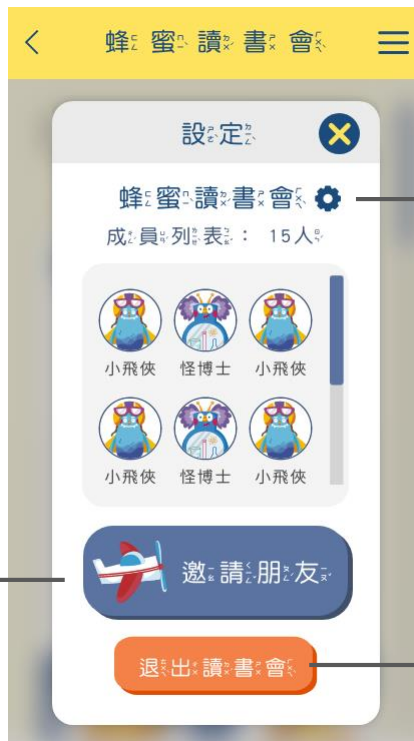 蜂蜜讀書會
設定
蜂蜜讀書會
成員列表： 15人
小飛俠 怪博士 小飛俠
小飛俠 怪博士 小飛俠
邀請朋友
退出讀書會